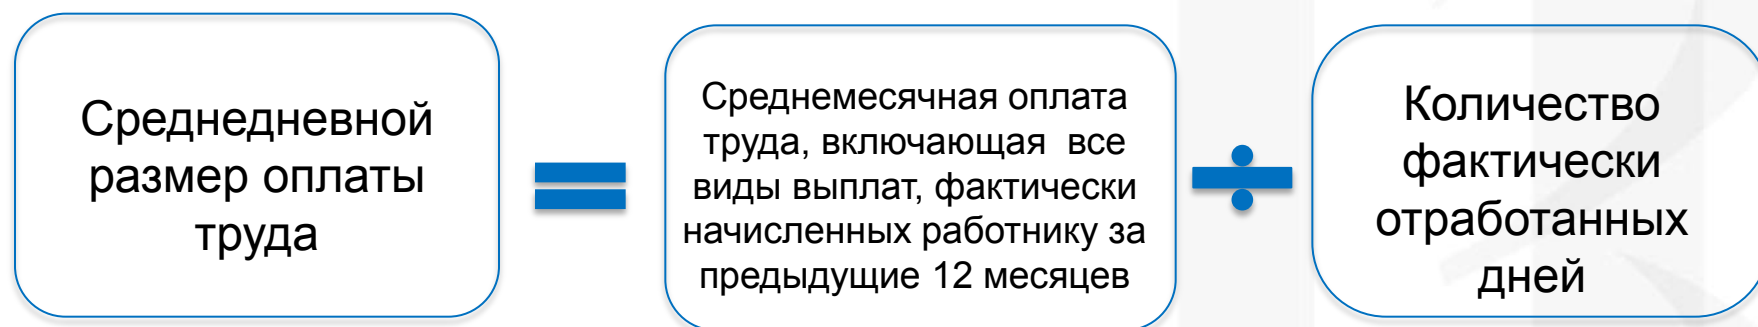 Среднедневной
размер оплаты
труда
Среднемесячная оплата
труда, включающая  все
виды выплат, фактически
начисленных работнику за
предыдущие 12 месяцев
Количество
фактически
отработанных
дней